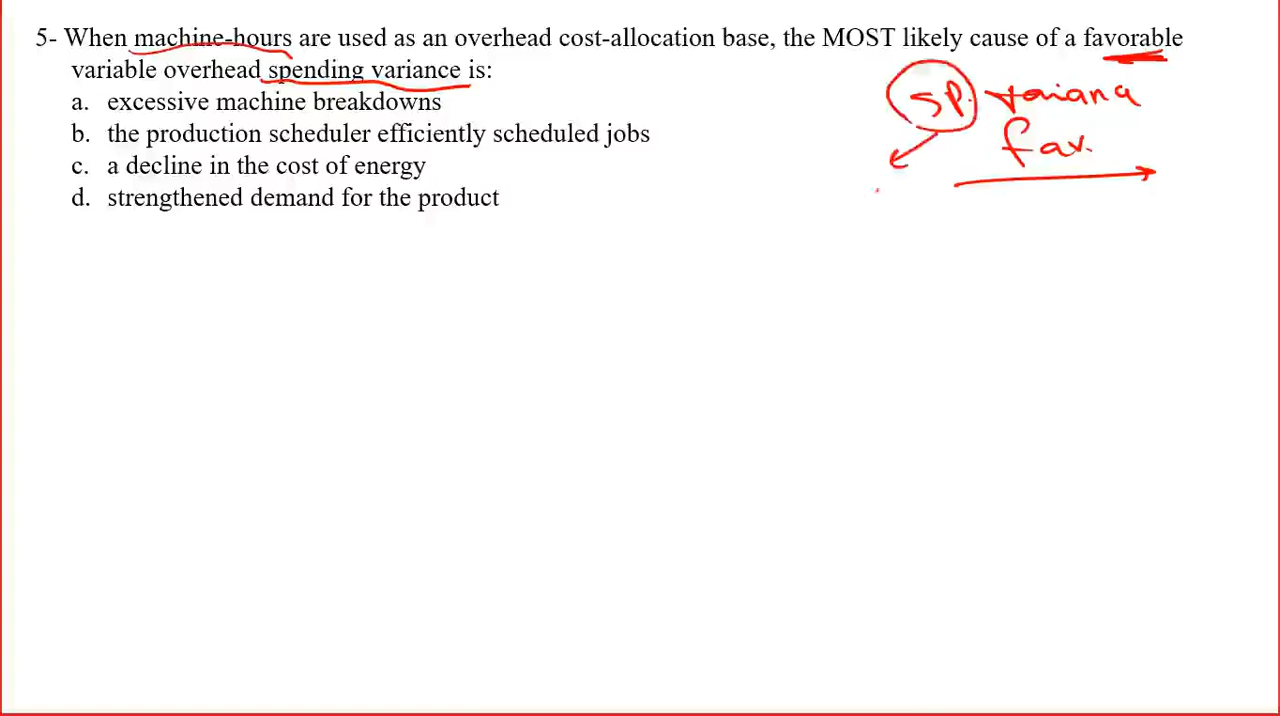 5- When machine-hours are used as an overhead cost-allocation base, the MOST likely cause of a favorable
variable overhead spending variance is:
a. excessive machine breakdowns
b. the production scheduler efficiently scheduled jobs
c. a decline in the cost of energy
d. strengthened demand for the product
SP.
fav.